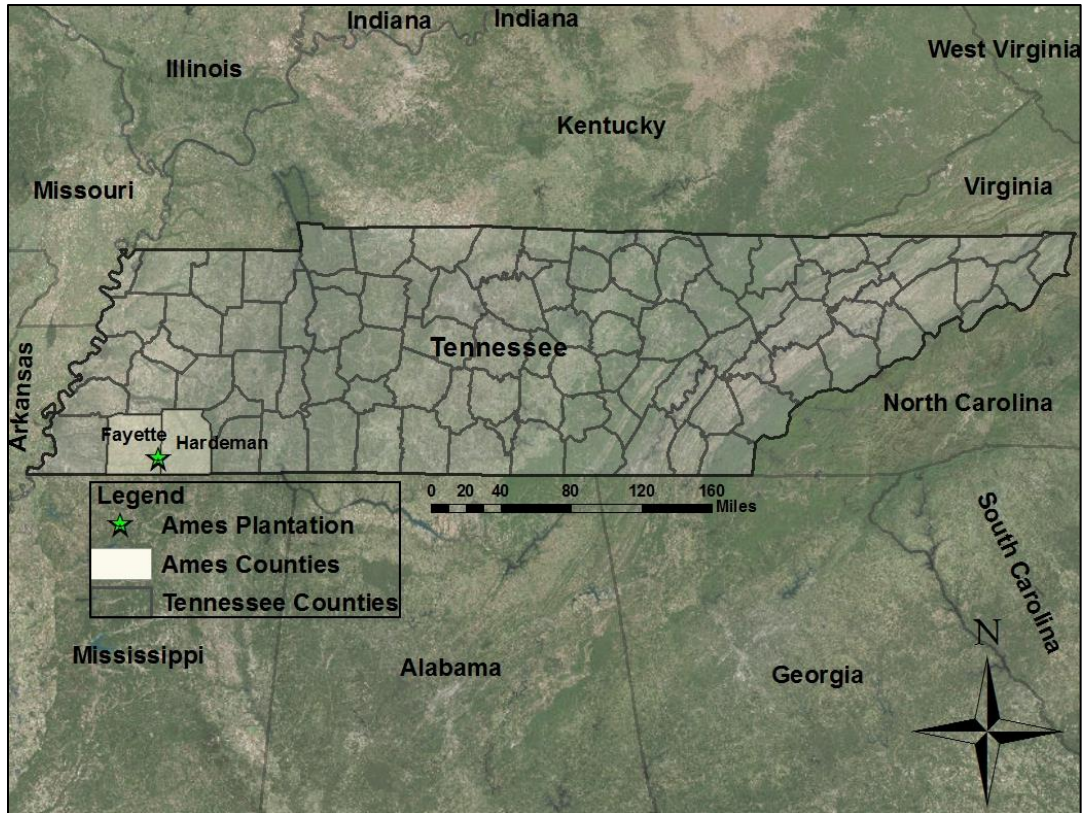 Indiana
Indiana
West Virginia
Illinois
Kentucky
Missouri
Virginia
Tennessee
Arkansas
North Carolina
Fayette
Hardeman
Legend
Ames Plantation
Ames Counties
Tennessee Counties
0 20 40 80 120 160
Miles
South Carolina
Mississippi
Alabama
Georgia
N